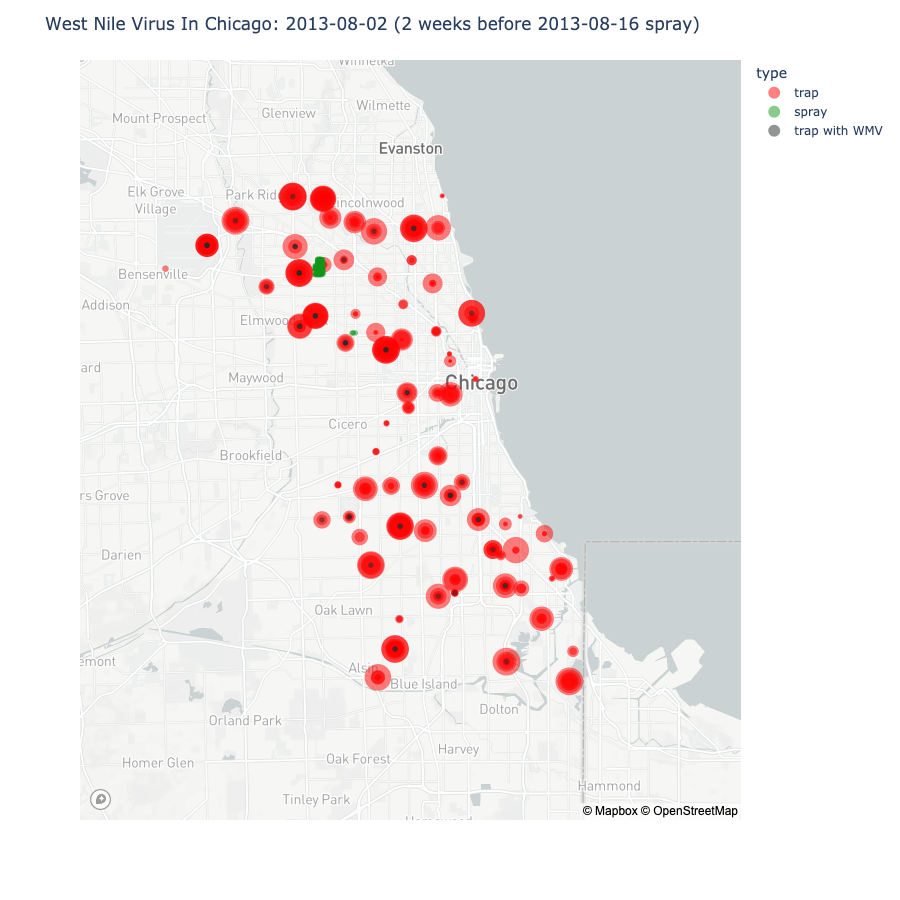 West Nile Virus In Chicago: 2013-08-02 (2 weeks before 2013-08-16 spray)
type
trap
spray
trap with WMV
Winnetka
Wilmette
Glenview
Mount Prospect
Evanston
Elk Grove
Village
Park Rid
incolnwood
Bensenville
Addison
Elmwoo
ard
Maywood
Chicago
Cicero
Brookfield
rs Grove
Darien
Oak Lawn
emont
Alsip
Blue Island
Orland Park
Dolton
Harvey
Oak Forest
Homer Glen
Hammond
Tinley Park
© Mapbox © OpenStreetMap